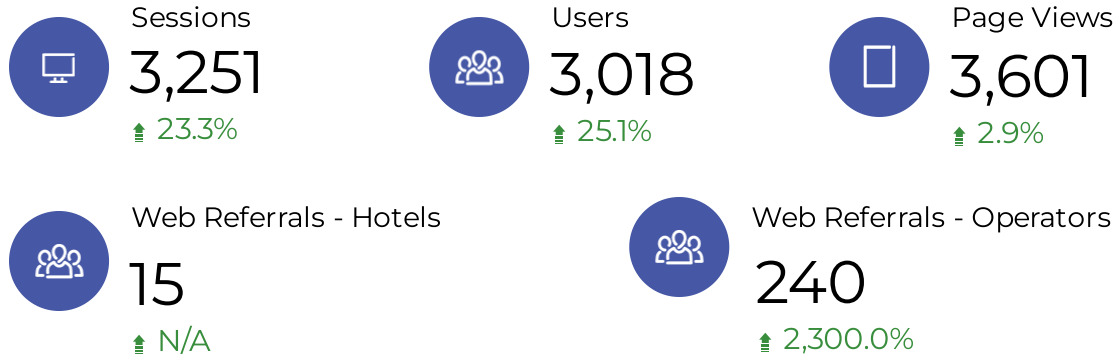 Sessions
3,251
23.3%
Users
3,018
25.1%
Page Views
3,601
2.9%
Web Referrals - Hotels
15
N/A
Web Referrals - Operators
240
2,300.0%